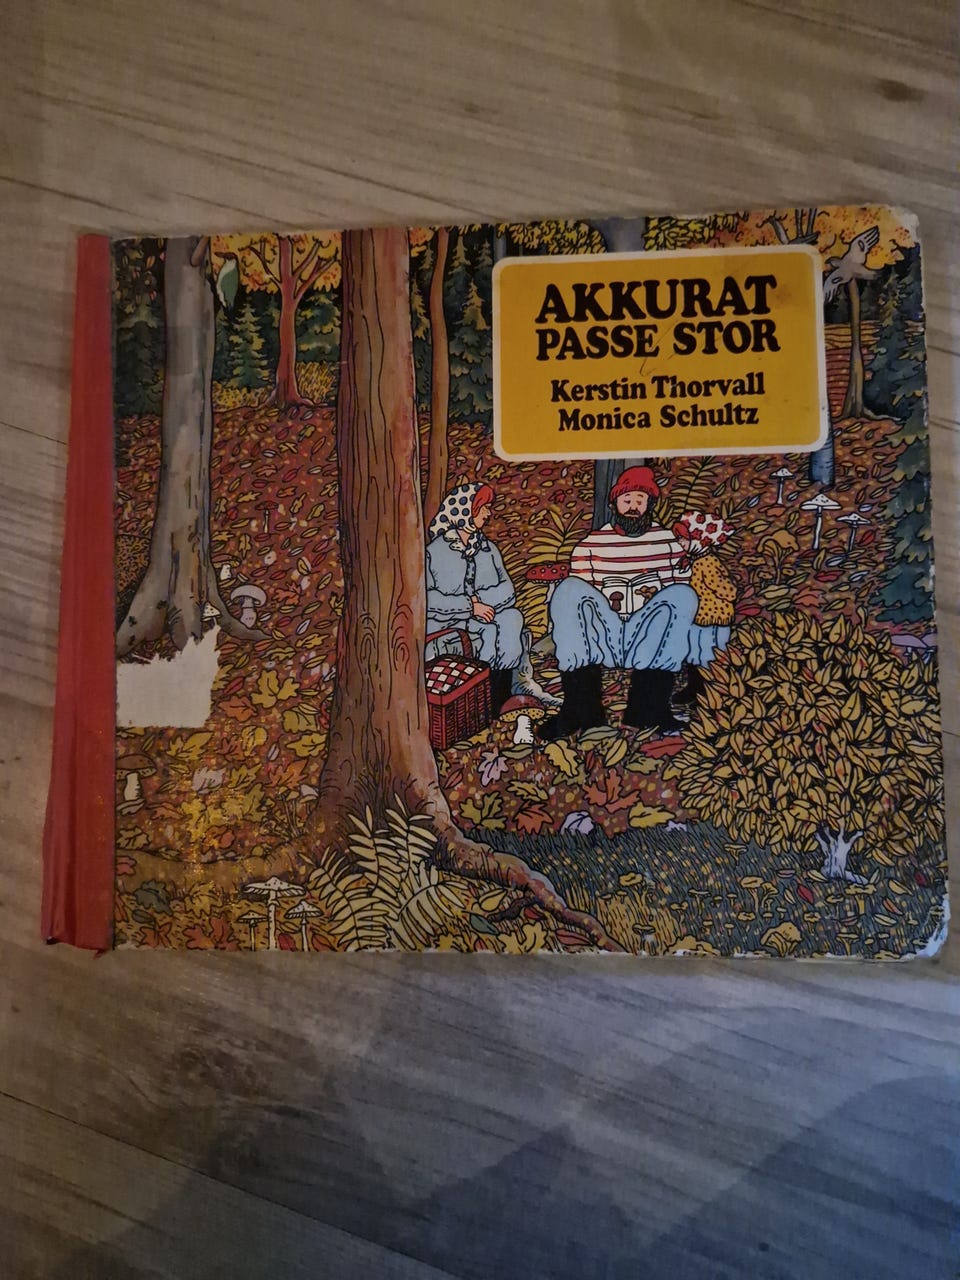 AKKURAT
PASSE STOR
Kerstin Thorvall
Monica Schultz